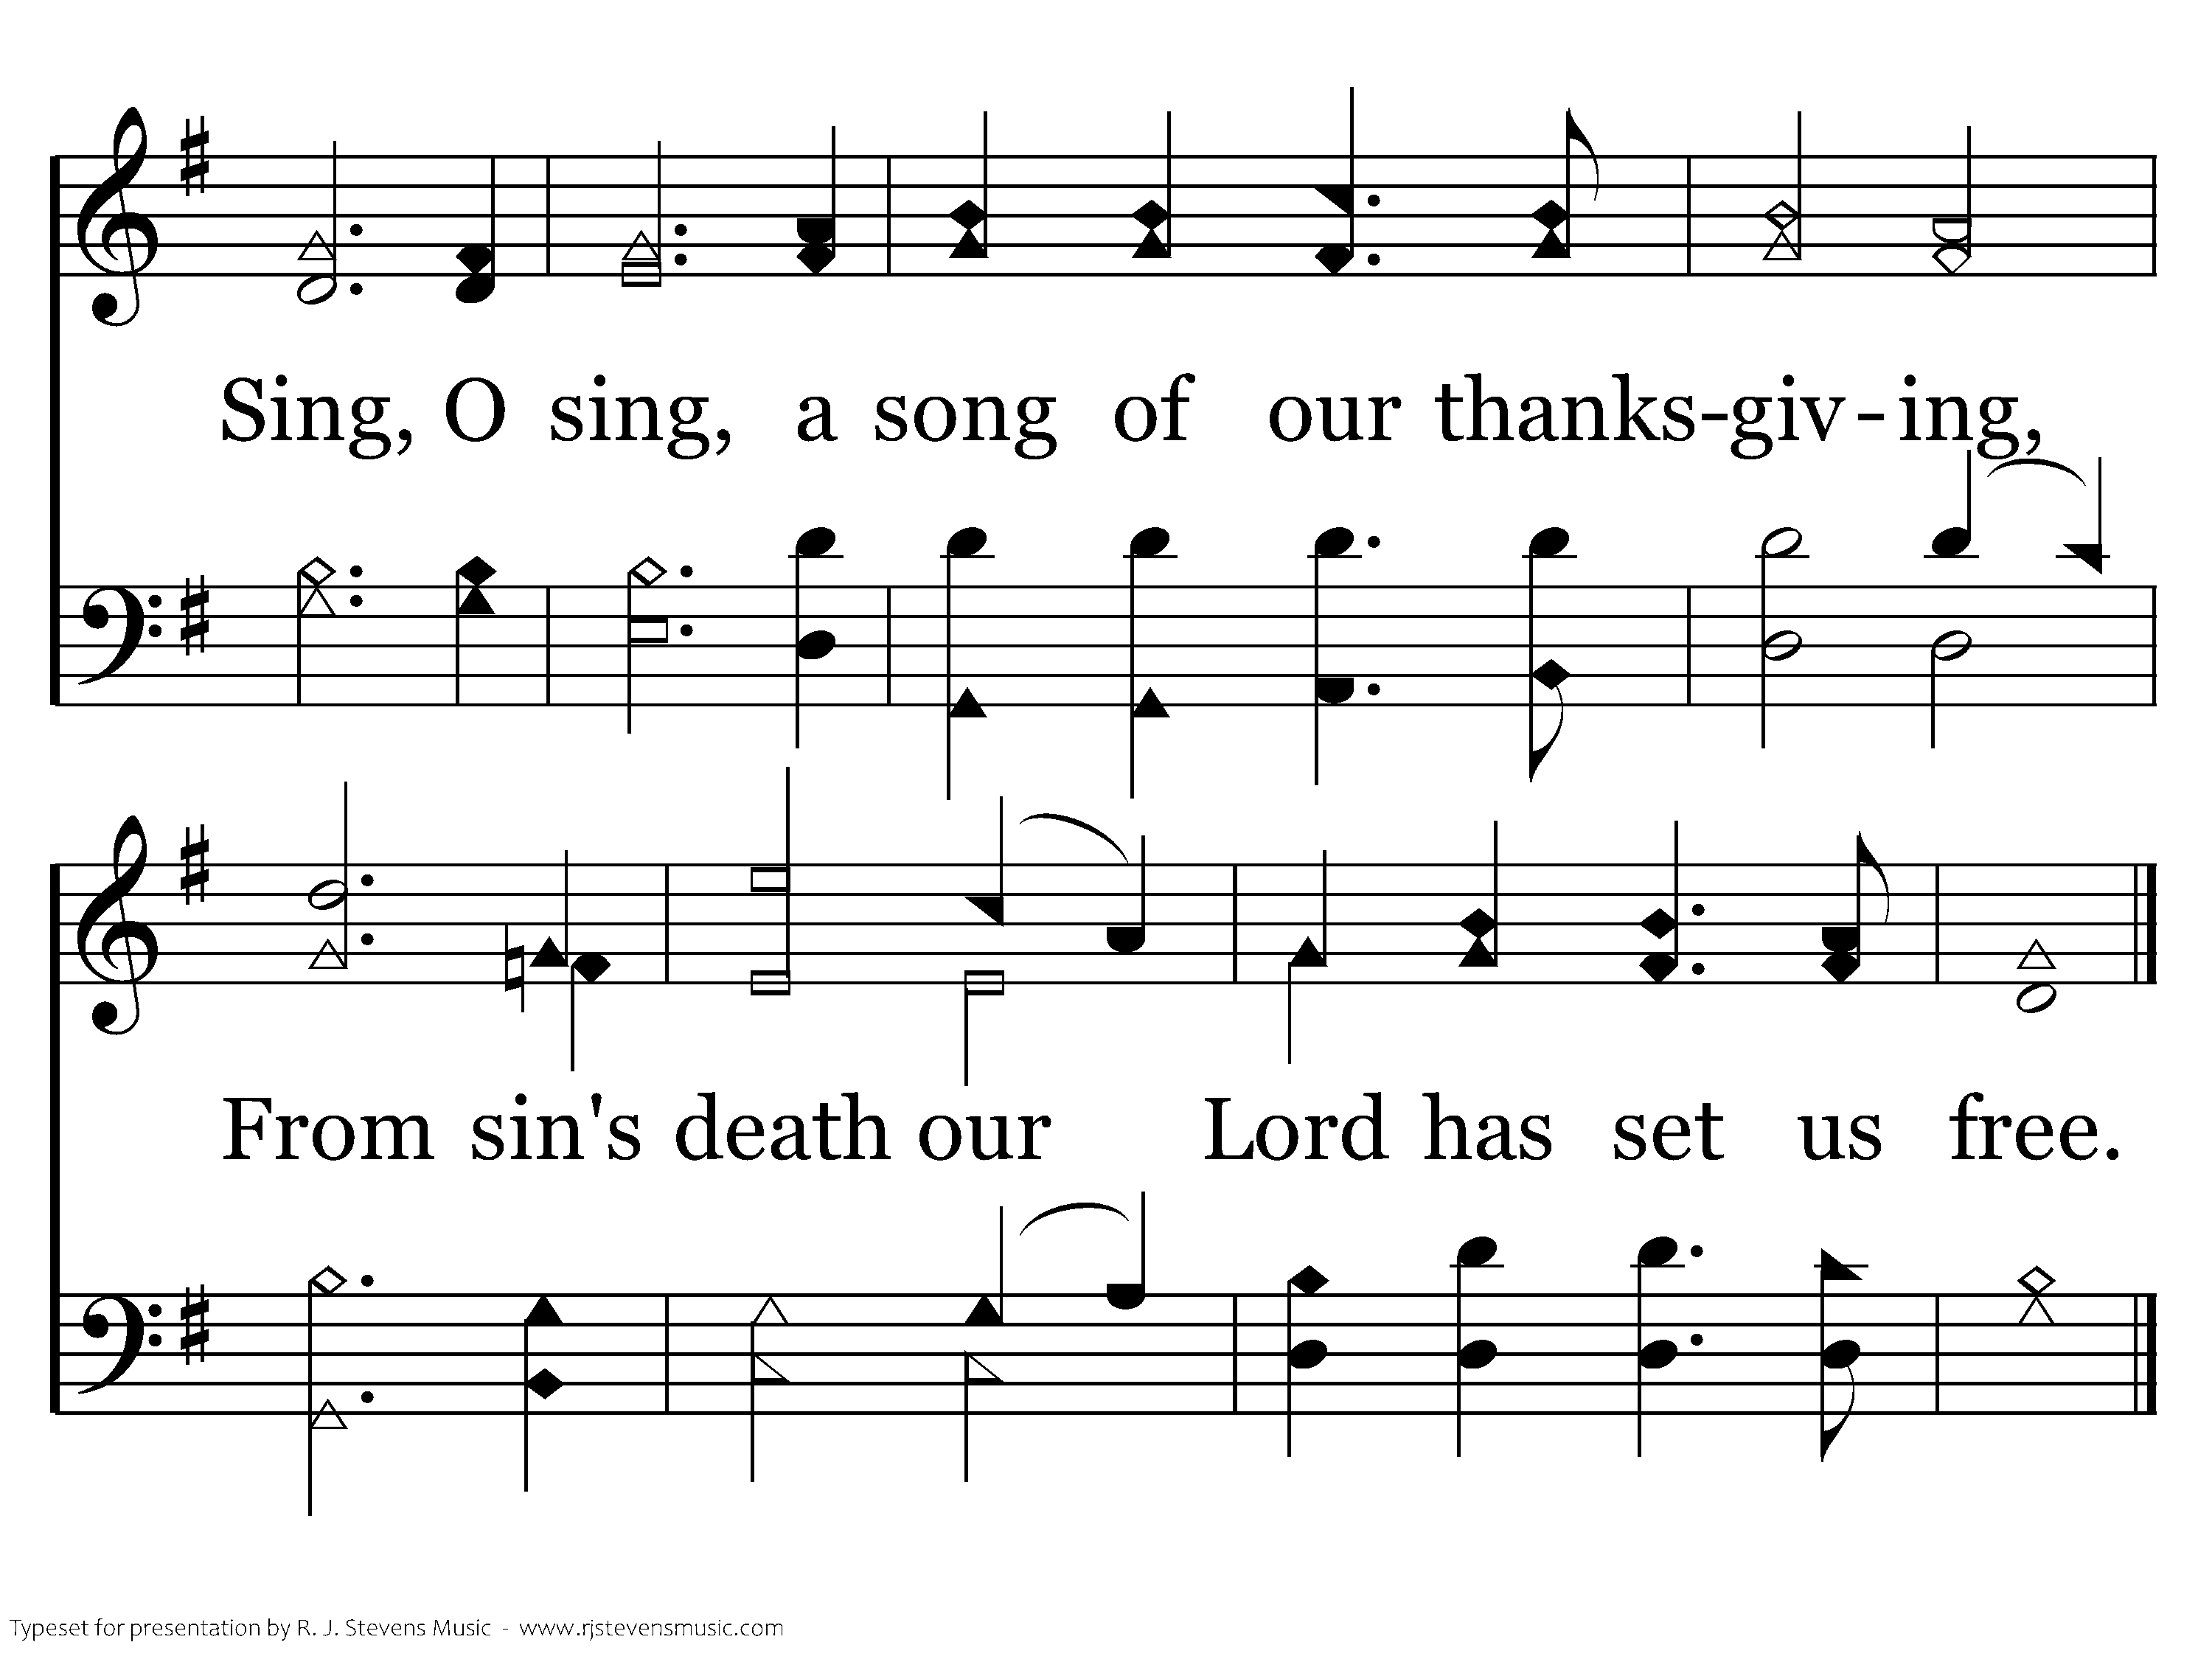 Sing, O sing, a song of our thanks-giv-ing,
From sin's death our Lord has set us free.
Typeset for presentation by R. J. Stevens Music - www.rjstevensmusic.com